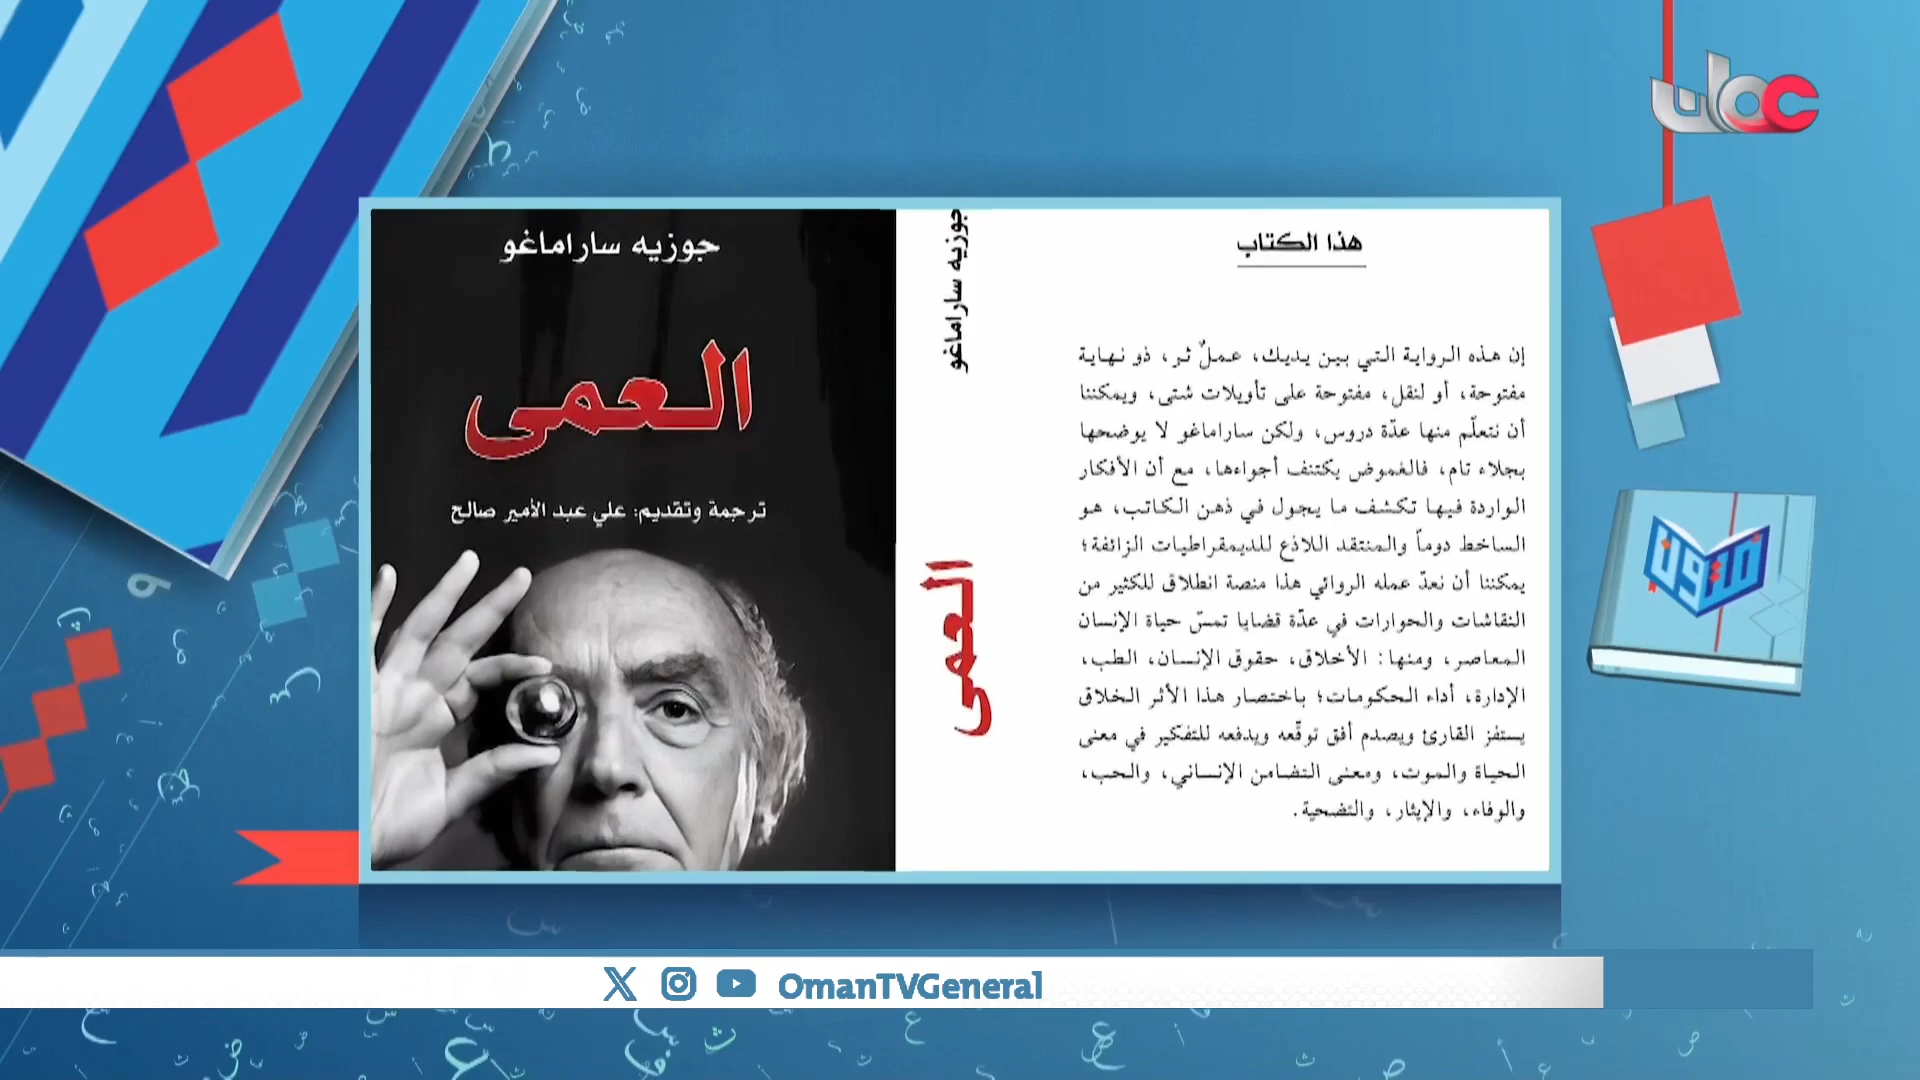 عمان
جوزيه ساراماغو
العمى
ترجمة وتقديم: علي عبد الأمير صالح
جوزيه ساراماغو
العمى
هذا الكتاب
إن هذه الرواية التي بين يديك، عملٌ ثر، ذو نهاية
مفتوحة، أو لنقل، مفتوحة على تأويلات شتى، ويمكننا
أن نتعلّم منها عدّة دروس، ولكن ساراماغو لا يوضحها
بجلاء تام، فالغموض يكتنف أجواءها، مع أن الأفكار
الواردة فيها تكشف ما يجول في ذهن الكاتب، هو
الساخط دوماً والمنتقد اللاذع للديمقراطيات الزائفة؛
يمكننا أن نعدّ عمله الروائي هذا منصة انطلاق للكثير من
النقاشات والحوارات في عدّة قضايا تمسّ حياة الإنسان
المعاصر، ومنها: الأخلاق، حقوق الإنسان، الطب،
الإدارة، أداء الحكومات؛ باختصار هذا الأثر الخلاق
يستفز القارئ ويصدم أفق توقّعه ويدفعه للتفكير في معنى
الحياة والموت، ومعنى التضامن الإنساني، والحب،
والوفاء، والإيثار، والتضحية.
متون
OmanTVGeneral